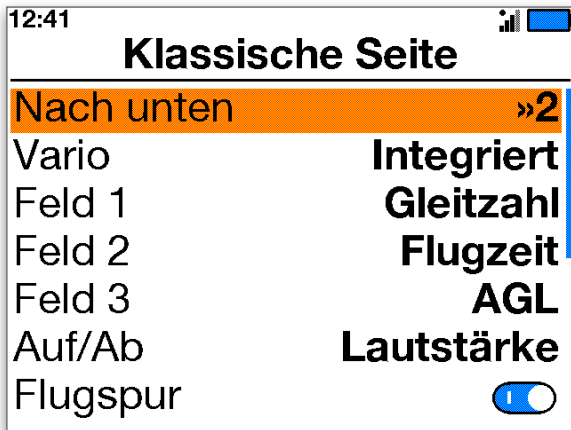 12:41
Klassische Seite
Nach unten »2
Vario Integriert
Feld 1 Gleitzahl
Feld 2 Flugzeit
Feld 3 AGL
Auf/Ab Lautstärke
Flugspur